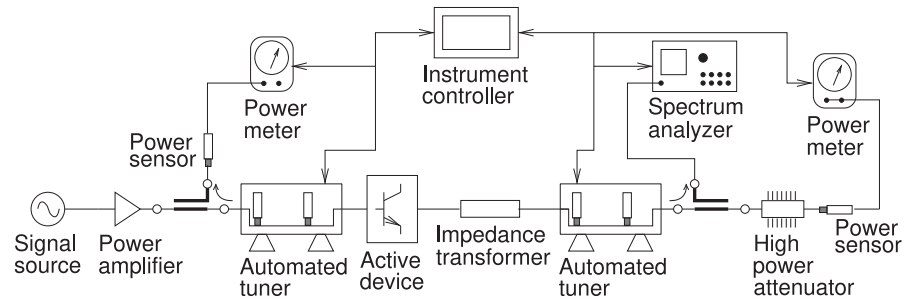 Instrument
controller
Power
meter
Spectrum
analyzer
Power
meter
Power
sensor
Signal
source
Power
amplifier
Automated
tuner
Active
device
Impedance
transformer
Automated
tuner
High
power
attenuator
Power
sensor